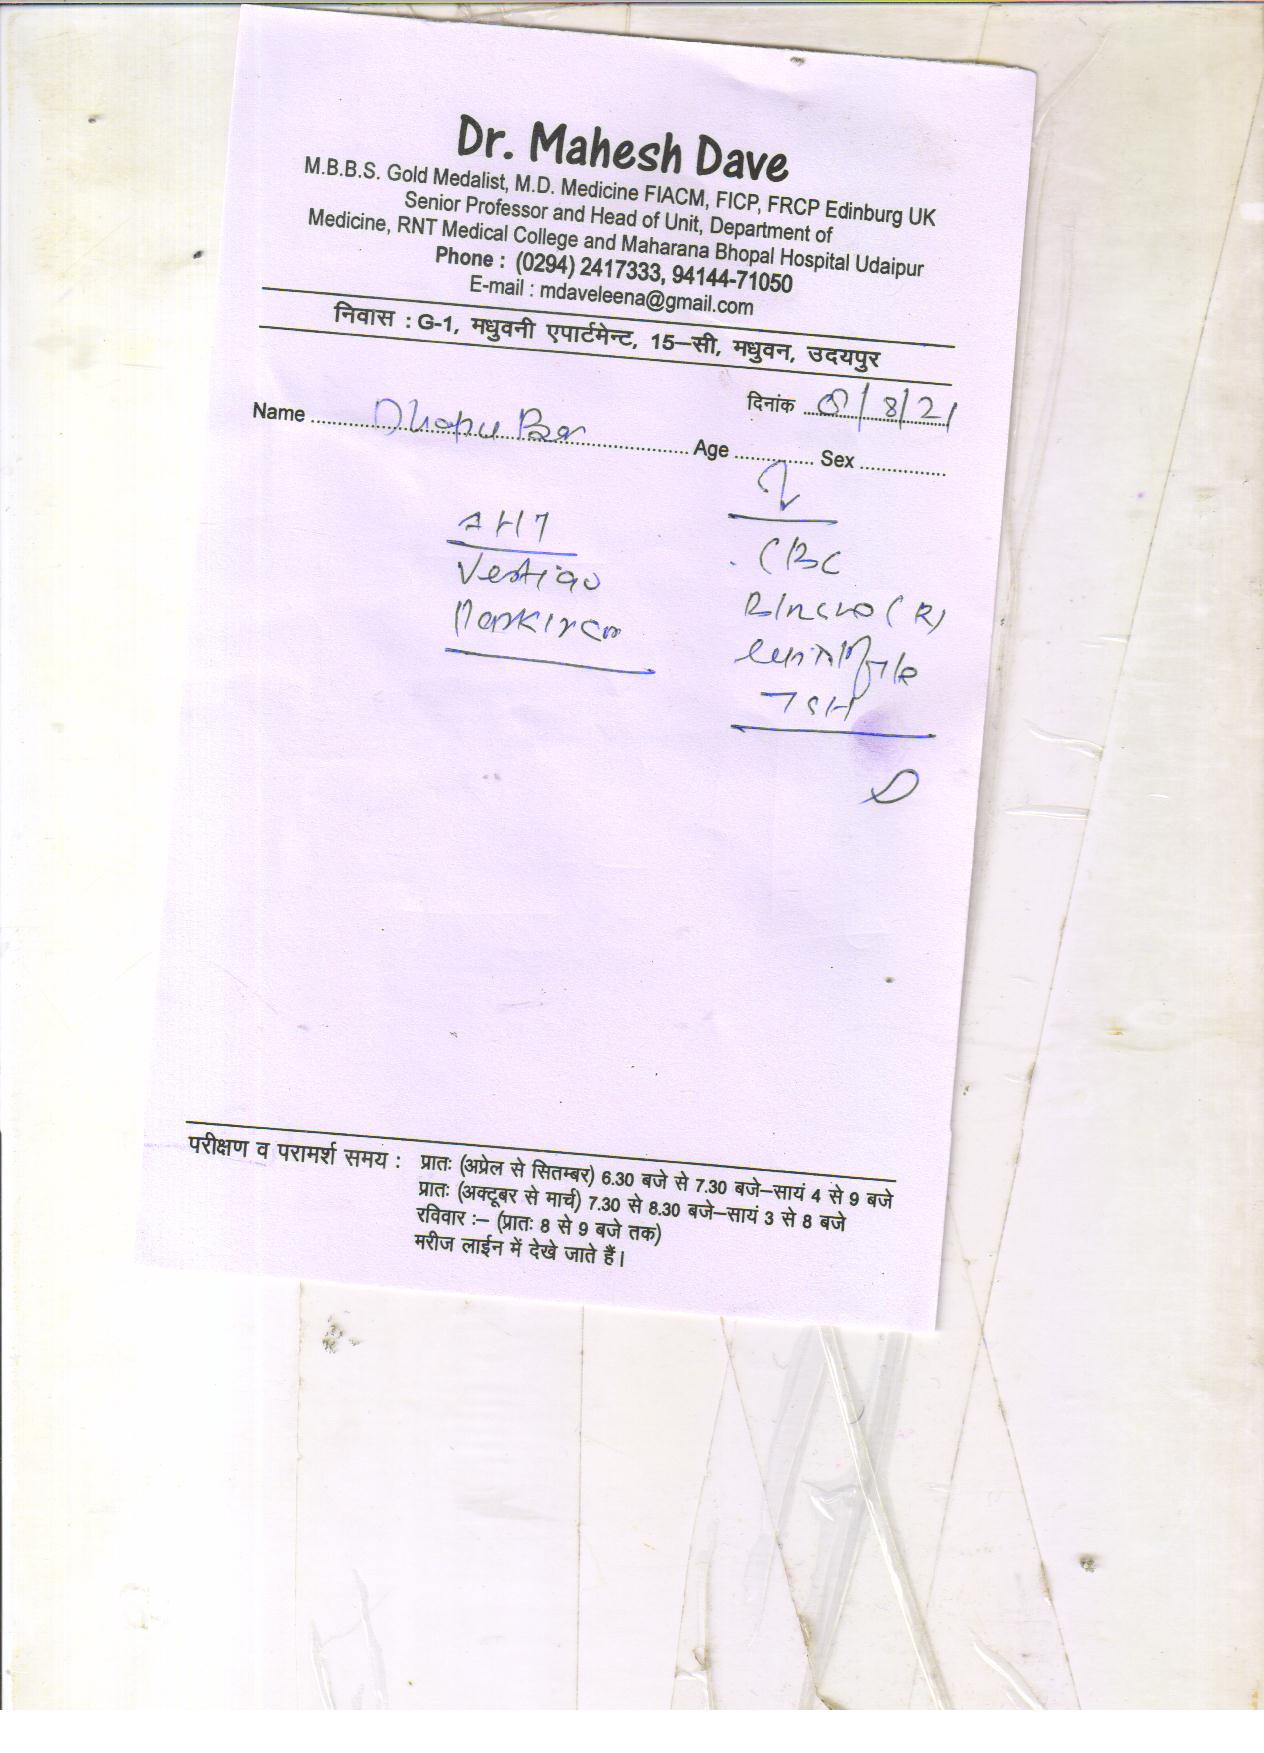 Dr. Mahesh Dave
M.B.B.S. Gold Medalist, M.D. Medicine FIACM, FICP, FRCP Edinburg UK
Senior Professor and Head of Unit, Department of
Medicine, RNT Medical College and Maharana Bhopal Hospital Udaipur
Phone : (0294) 2417333, 94144-71050
E-mail : mdaveleena@gmail.com
निवास : G-1, मधुवनी एपार्टमेन्ट, 15–सी, मधुवन, उदयपुर
दिनांक 8/8/21
Name Dhapu Age Sex
Vertigo
CBC
TSH
परीक्षण व परामर्श समय : प्रातः (अप्रेल से सितम्बर) 6.30 बजे से 7.30 बजे–सायं 4 से 9 बजे
प्रातः (अक्टूबर से मार्च) 7.30 से 8.30 बजे–सायं 3 से 8 बजे
रविवार :– (प्रातः 8 से 9 बजे तक)
मरीज लाईन में देखे जाते हैं।